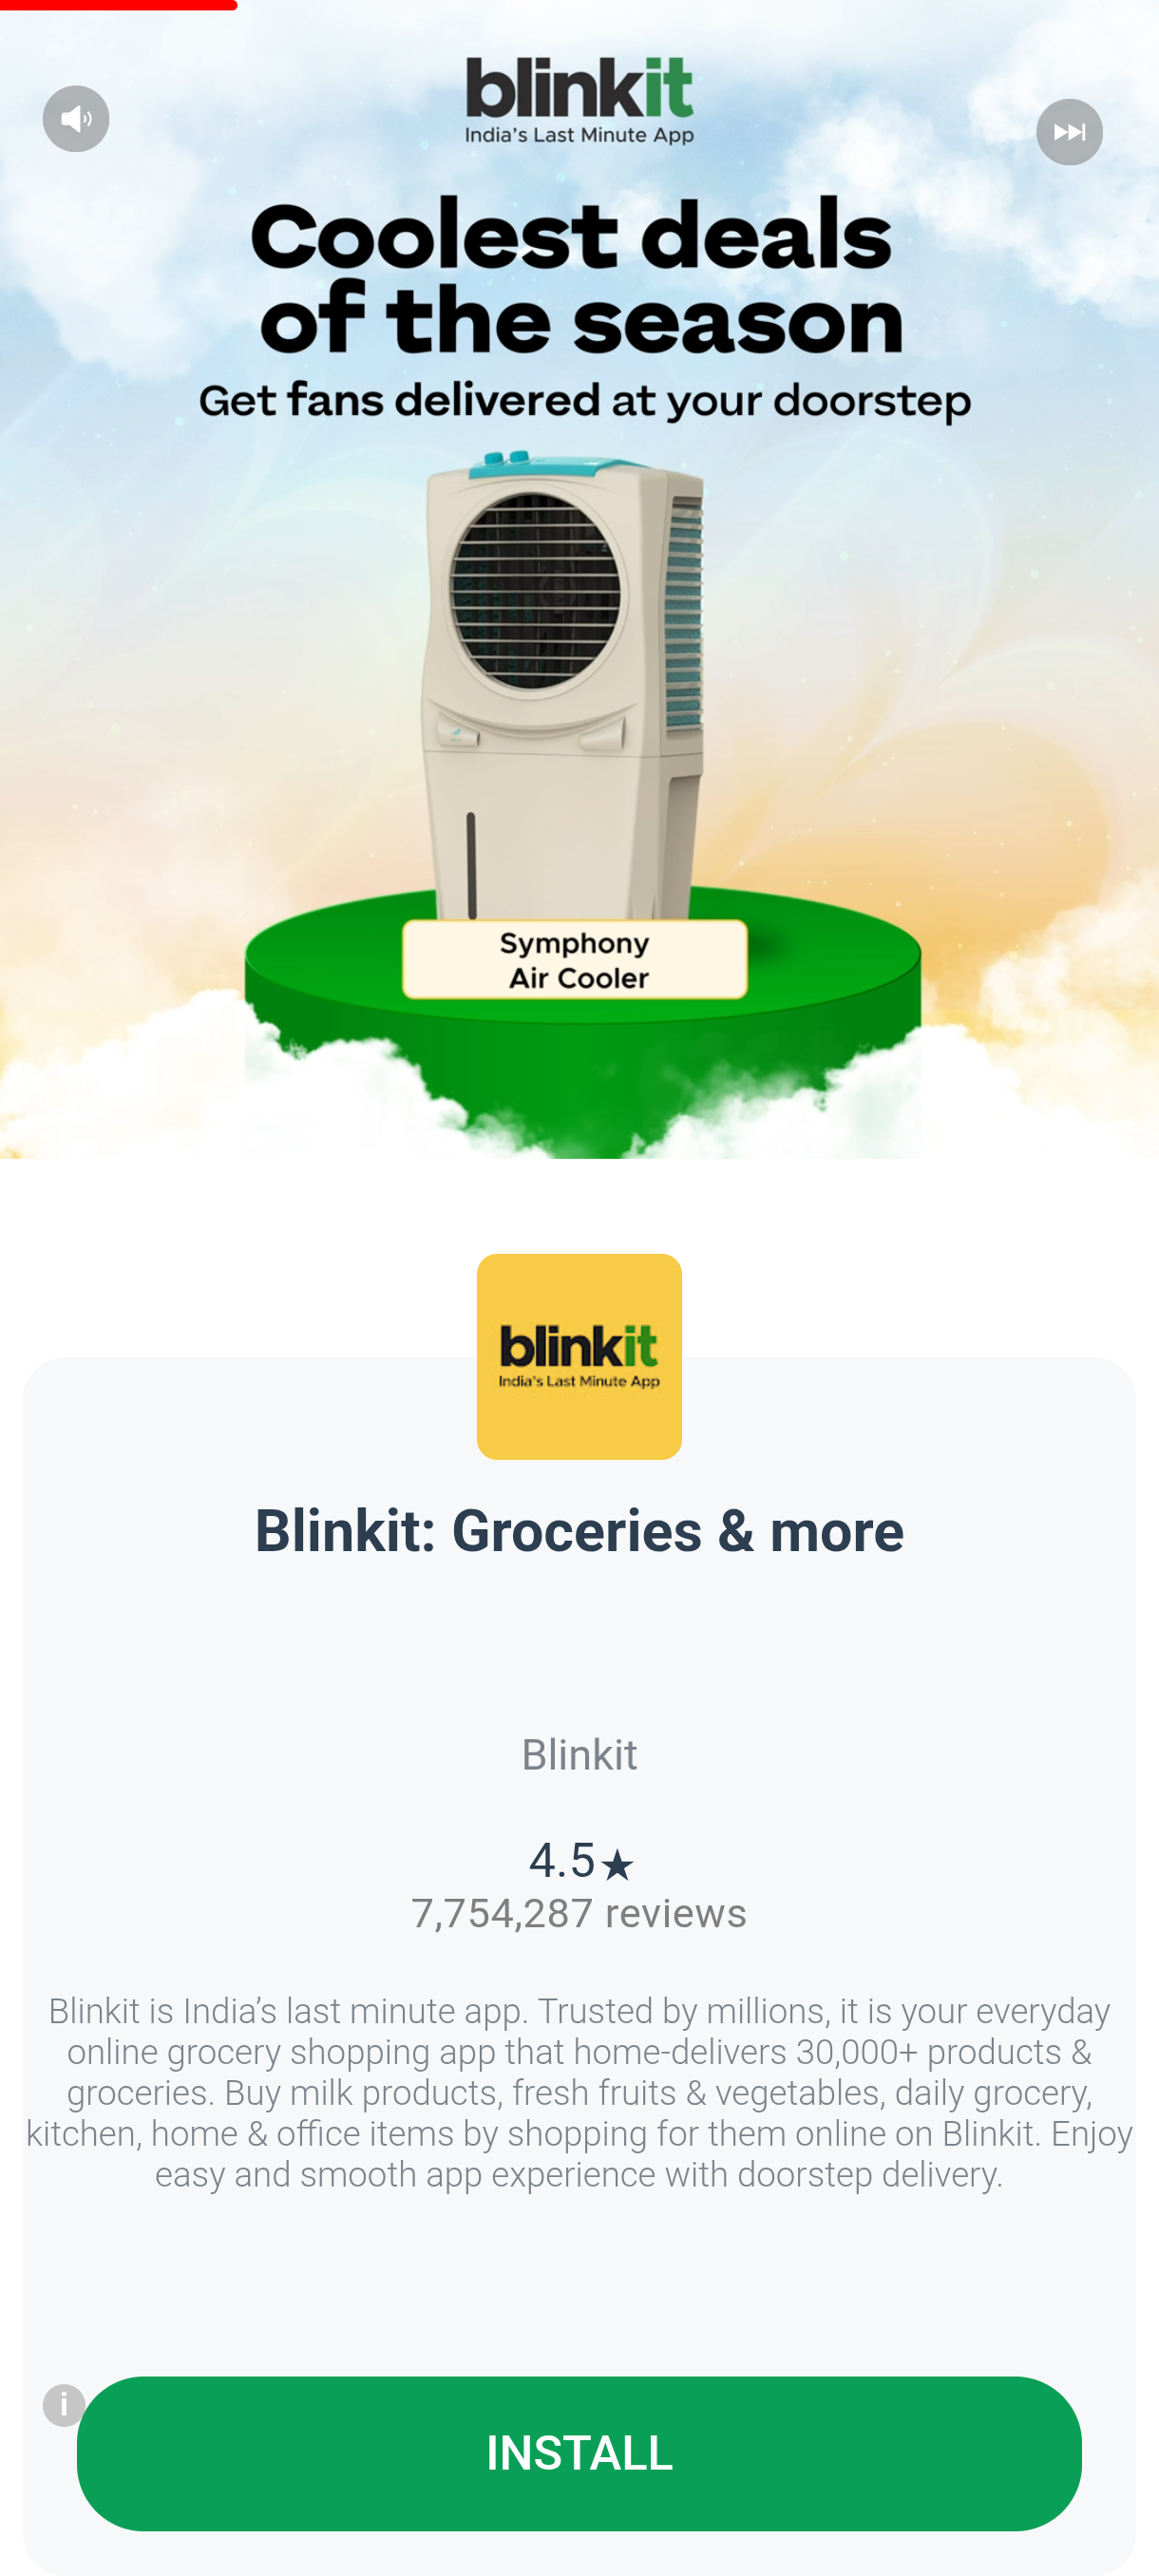 blinkit
India's Last Minute App
Coolest deals
of the season
Get fans delivered at your doorstep
Symphony
Air Cooler
blinkit
India's Last Minute App
Blinkit: Groceries & more
Blinkit
4.5★
7,754,287 reviews
Blinkit is India’s last minute app. Trusted by millions, it is your everyday
online grocery shopping app that home-delivers 30,000+ products &
groceries. Buy milk products, fresh fruits & vegetables, daily grocery,
kitchen, home & office items by shopping for them online on Blinkit. Enjoy
easy and smooth app experience with doorstep delivery.
i
INSTALL